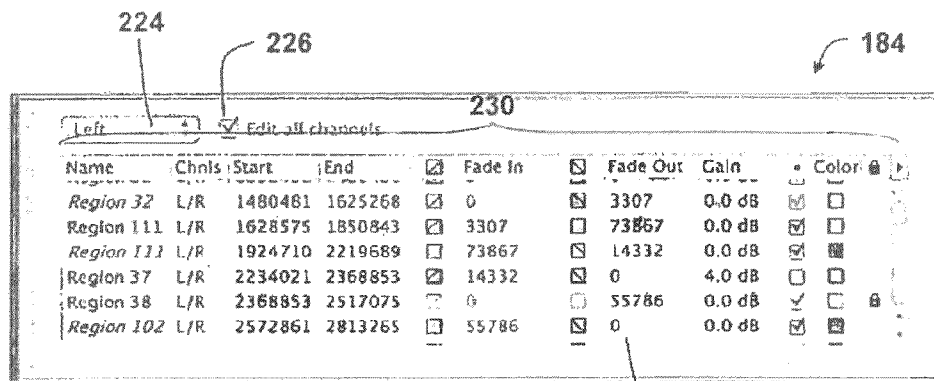 224
226
184
230
Left Edit all channels
Name Chnls Start End Fade In Fade Out Gain Color
Region 32 L/R 1480481 1625268 0 3307 0.0 dB
Region 111 L/R 1628575 1850843 3307 73867 0.0 dB
Region 111 L/R 1924710 2219689 73867 14332 0.0 dB
Region 37 L/R 2234021 2368853 14332 0 4.0 dB
Region 38 L/R 2368853 2517075 0 55786 0.0 dB
Region 102 L/R 2572861 2813265 55786 0 0.0 dB